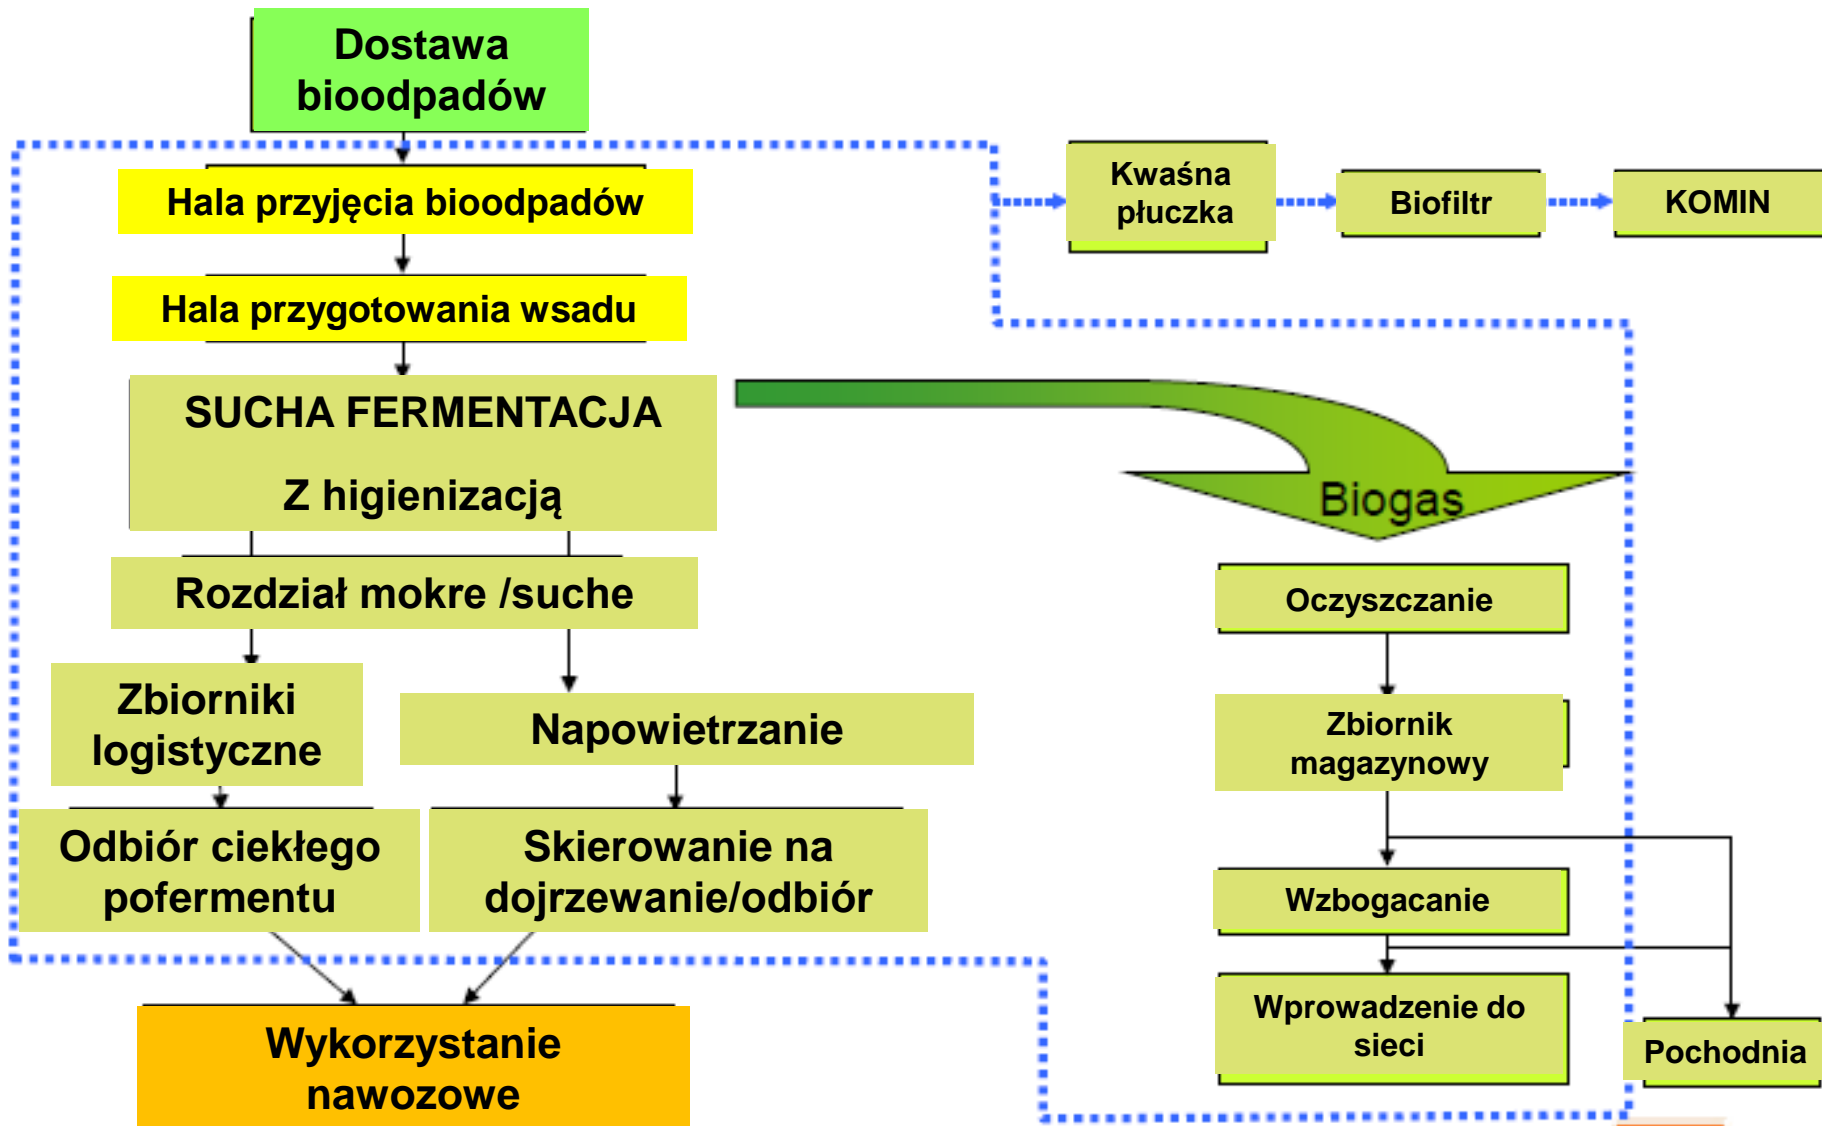 Dostawa
bioodpadów
Hala przyjęcia bioodpadów
Hala przygotowania wsadu
SUCHA FERMENTACJA
Z higienizacją
Rozdział mokre /suche
Zbiorniki
logistyczne
Napowietrzanie
Odbiór ciekłego
pofermentu
Skierowanie na
dojrzewanie/odbiór
Wykorzystanie
nawozowe
Kwaśna
płuczka
Biofiltr
KOMIN
Biogas
Oczyszczanie
Zbiornik
magazynowy
Wzbogacanie
Wprowadzenie do
sieci
Pochodnia